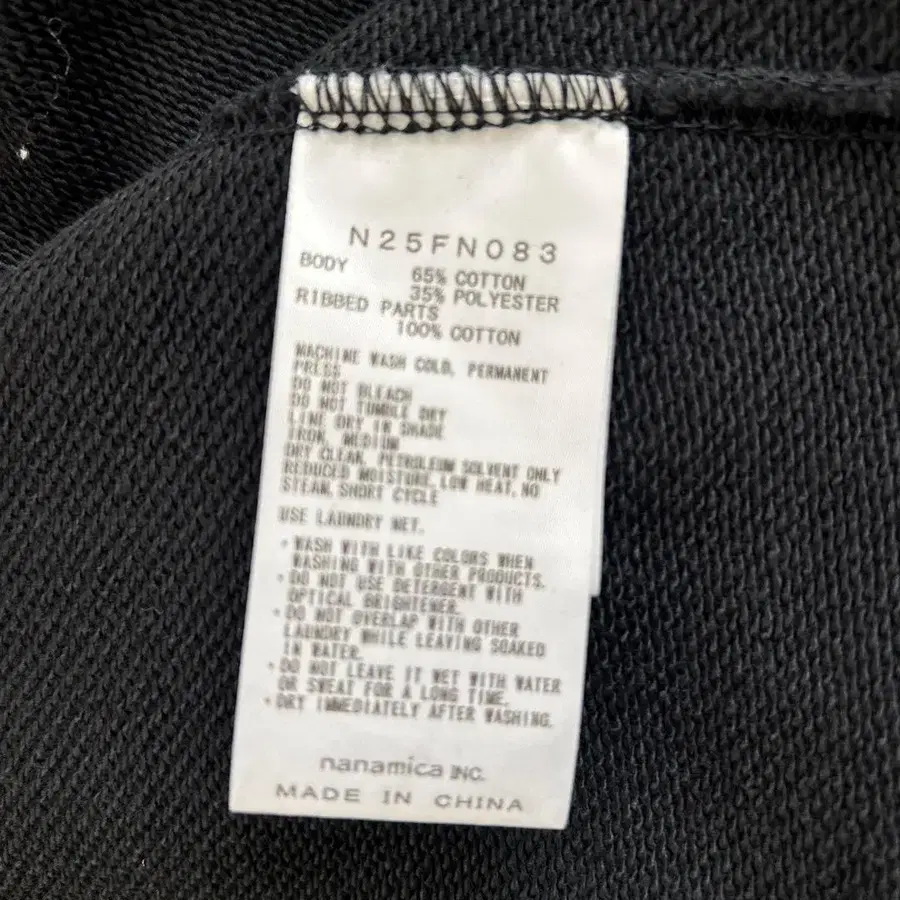 N25FN083
BODY
65% COTTON
35% POLYESTER
RIBBED PARTS
100% COTTON
MACHINE WASH COLD, PERMANENT
PRESS
DO NOT BLEACH
DO NOT TUMBLE DRY
LINE DRY IN SHADE
IRON, MEDIUM
DRY CLEAN, PETROLEUM SOLVENT ONLY
REDUCED MOISTURE, LOW HEAT, NO
STEAM, SHORT CYCLE
USE LAUNDRY NET.
・WASH WITH LIKE COLORS WHEN
WASHING WITH OTHER PRODUCTS.
・DO NOT USE DETERGENT WITH
OPTICAL BRIGHTENER.
・DO NOT OVERLAP WITH OTHER
LAUNDRY WHILE LEAVING SOAKED
IN WATER.
・DO NOT LEAVE IT WET WITH WATER
OR SWEAT FOR A LONG TIME.
・DRY IMMEDIATELY AFTER WASHING.
nanamica INC.
MADE IN CHINA